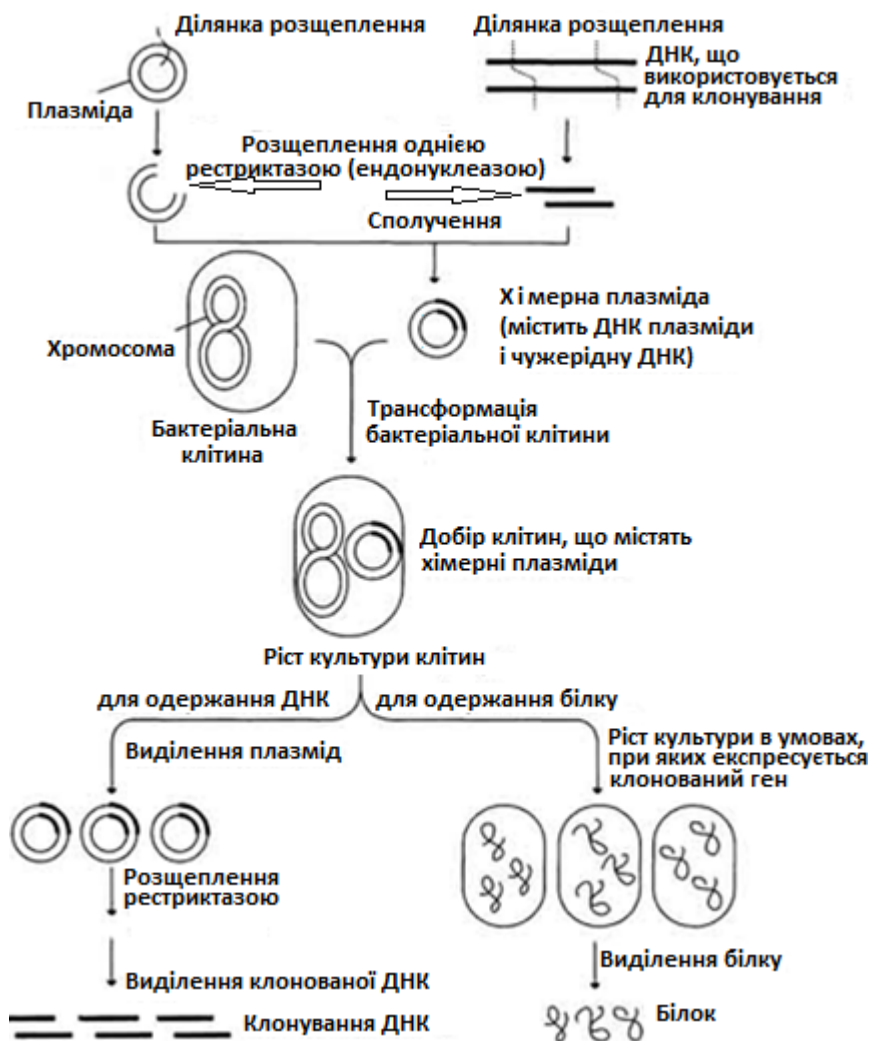 Ділянка розщеплення
Ділянка розщеплення
ДНК, що
використовується
для клонування
Плазміда
Розщеплення однією
рестриктазою (ендонуклеазою)
Сполучення
Хромосома
Х і мерна плазміда
(містить ДНК плазміди
і чужерідну ДНК)
Бактеріальна
клітина
Трансформація
бактеріальної клітини
Добір клітин, що містять
хімерні плазміди
Ріст культури клітин
для одержання ДНК
для одержання білку
Виділення плазмід
Ріст культури в умовах,
при яких експресується
клонований ген
Розщеплення
рестриктазою
Виділення клонованої ДНК
Клонування ДНК
Виділення білку
Білок